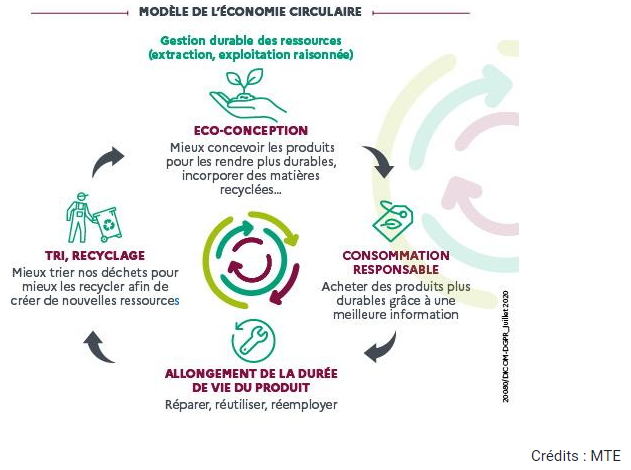 MODÈLE DE L'ÉCONOMIE CIRCULAIRE
Gestion durable des ressources
(extraction, exploitation raisonnée)
ECO-CONCEPTION
Mieux concevoir les produits
pour les rendre plus durables,
incorporer des matières
recyclées...
TRI, RECYCLAGE
Mieux trier nos déchets pour
mieux les recycler afin de
créer de nouvelles ressources
CONSOMMATION
RESPONSABLE
Acheter des produits plus
durables grâce à une
meilleure information
ALLONGEMENT DE LA DURÉE
DE VIE DU PRODUIT
Réparer, réutiliser, réemployer
20080/DICOM-DGPR_Juillet 2020
Crédits : MTE